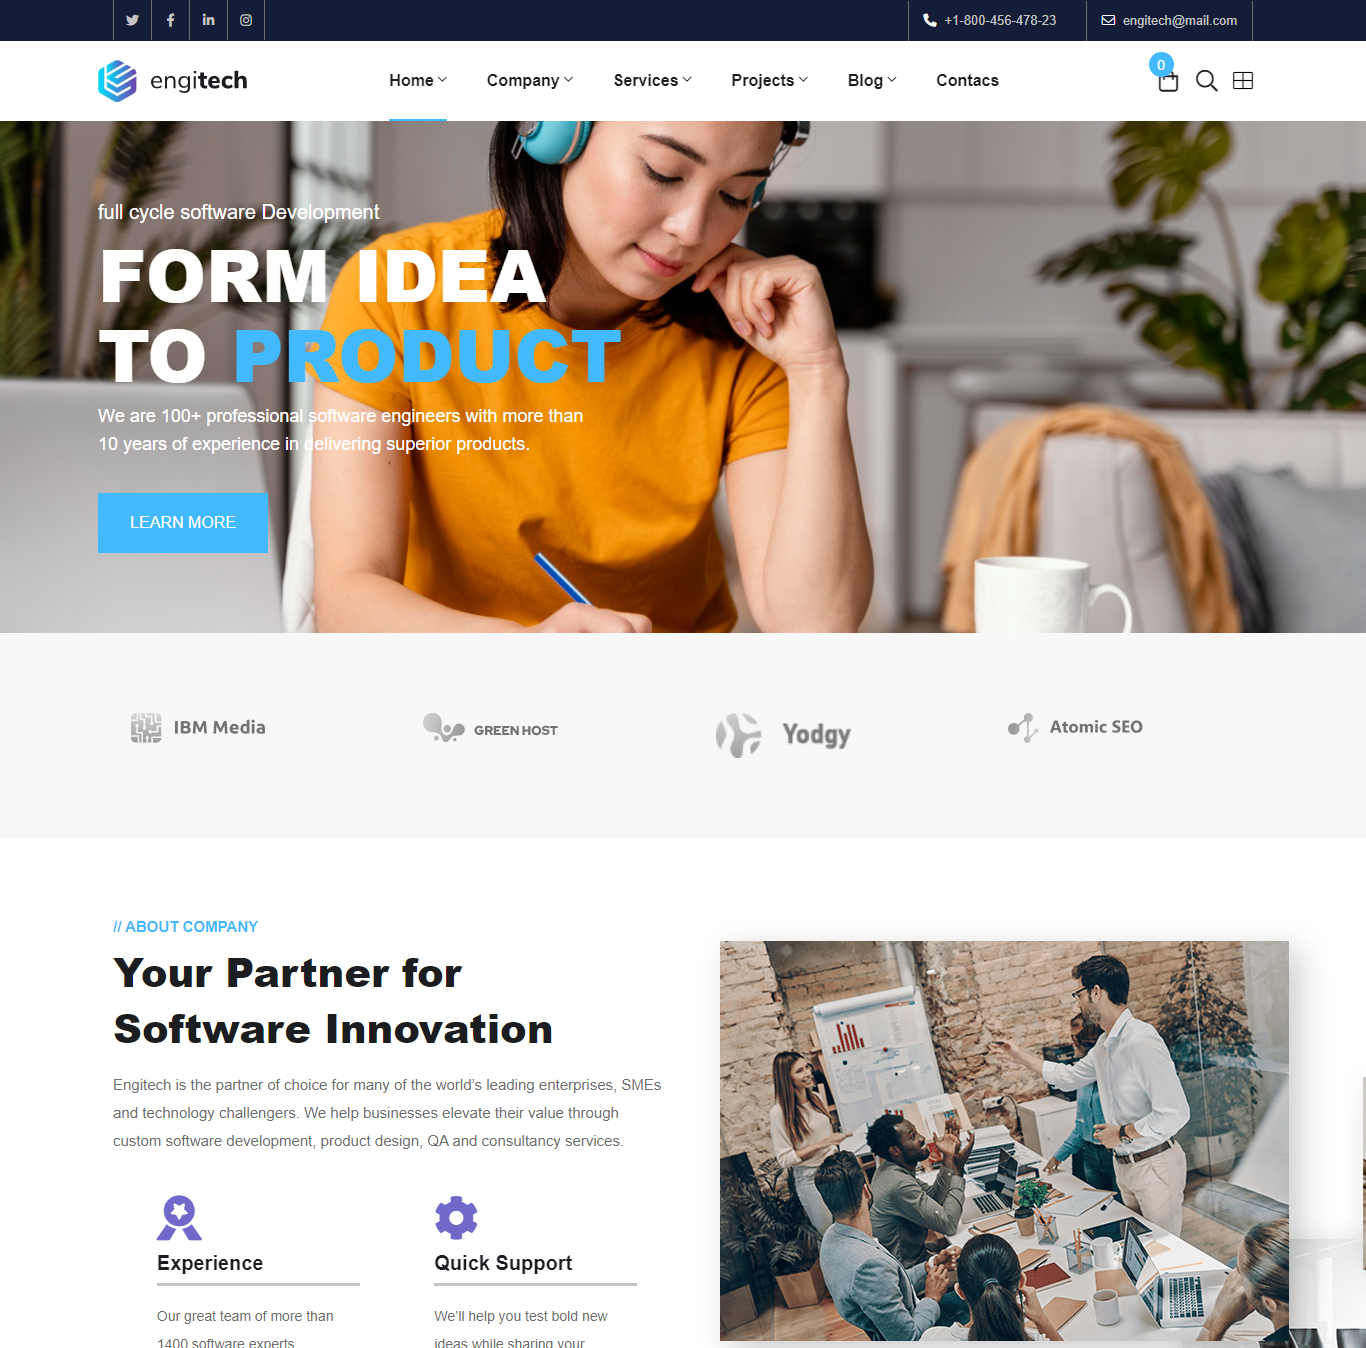 +1-800-456-478-23
engitech@mail.com
engitech
Home
Company
Services
Projects
Blog
Contacs
0
full cycle software Development
FORM IDEA
TO PRODUCT
We are 100+ professional software engineers with more than
10 years of experience in delivering superior products.
LEARN MORE
IBM Media
GREEN HOST
Yodgy
Atomic SEO
// ABOUT COMPANY
Your Partner for
Software Innovation
Engitech is the partner of choice for many of the world’s leading enterprises, SMEs
and technology challengers. We help businesses elevate their value through
custom software development, product design, QA and consultancy services.
Experience
Our great team of more than
1400 software experts
Quick Support
We’ll help you test bold new
ideas while sharing your